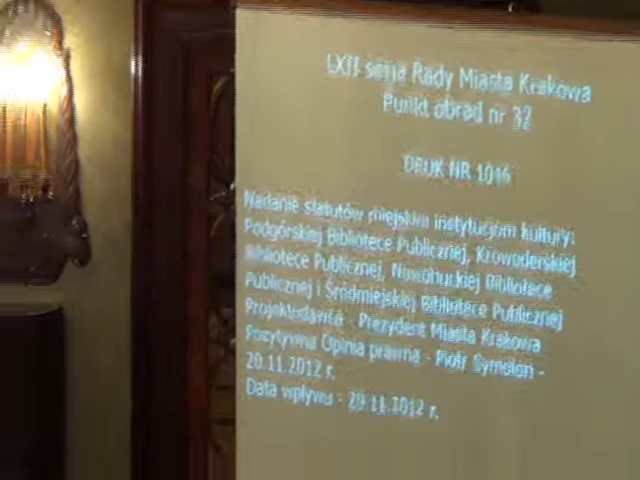 LXII sesja Rady Miasta Krakowa
Punkt obrad nr 32
DRUK NR 1046
Nadanie statutów miejskim instytucjom kultury:
Podgórskiej Bibliotece Publicznej, Krowoderskiej
Bibliotece Publicznej, Nowohuckiej Bibliotece
Publicznej i Śródmiejskiej Bibliotece Publicznej
Projektodawca - Prezydent Miasta Krakowa
Pozytywna Opinia prawna - Piotr Symołon -
20.11.2012 r.
Data wpływu - 20.11.2012 r.